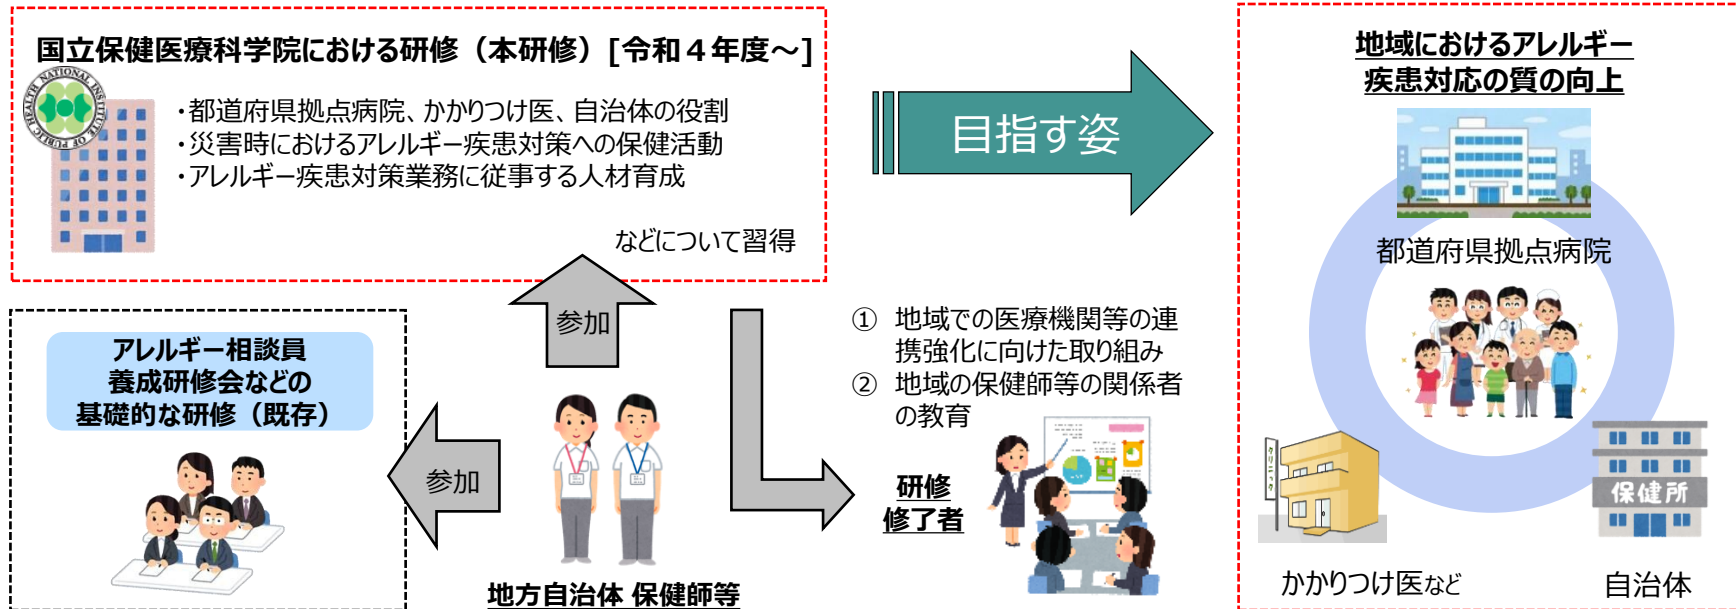 国立保健医療科学院における研修（本研修）[令和４年度～]
NATIONAL INSTITUTE OF PUBLIC HEALTH
・都道府県拠点病院、かかりつけ医、自治体の役割
・災害時におけるアレルギー疾患対策への保健活動
・アレルギー疾患対策業務に従事する人材育成
などについて習得
目指す姿
地域におけるアレルギー
疾患対応の質の向上
都道府県拠点病院
クリニック
かかりつけ医など
保健所
自治体
アレルギー相談員
養成研修会などの
基礎的な研修（既存）
参加
参加
地方自治体 保健師等
① 地域での医療機関等の連
携強化に向けた取り組み
② 地域の保健師等の関係者
の教育
研修
修了者